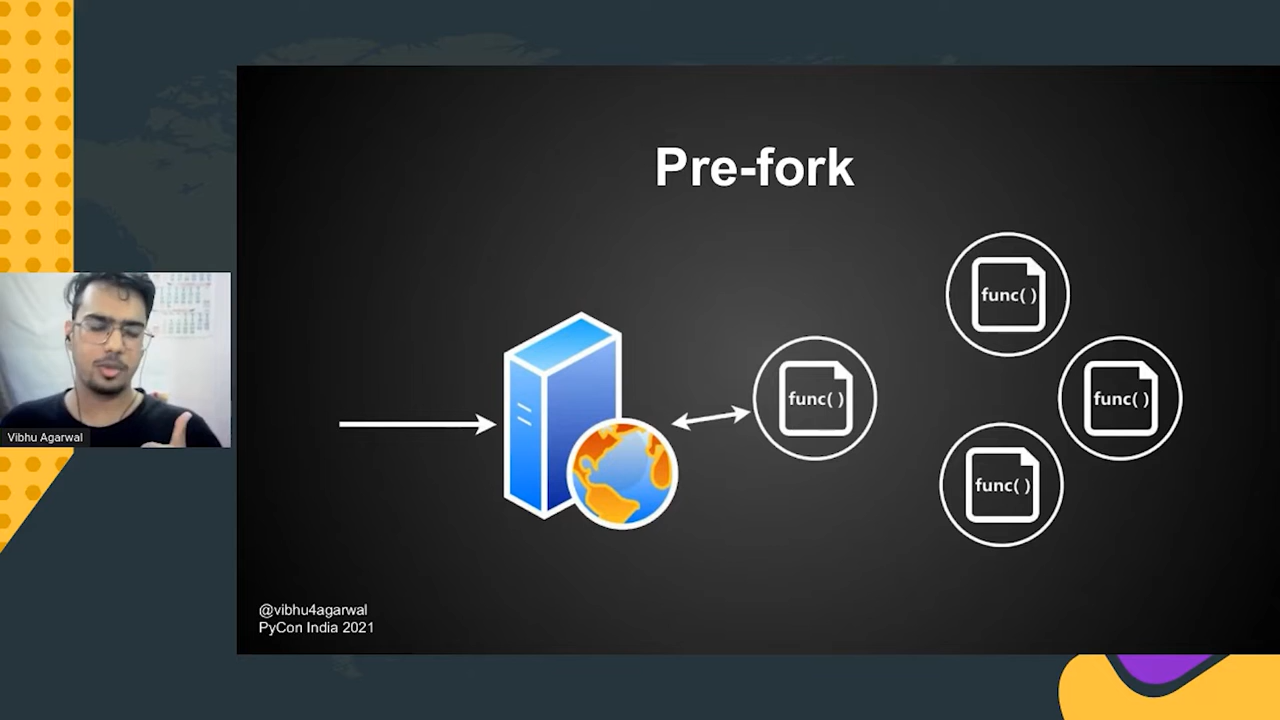 Pre-fork
func( )
func( )
func( )
func( )
Vibhu Agarwal
@vibhu4agarwal
PyCon India 2021